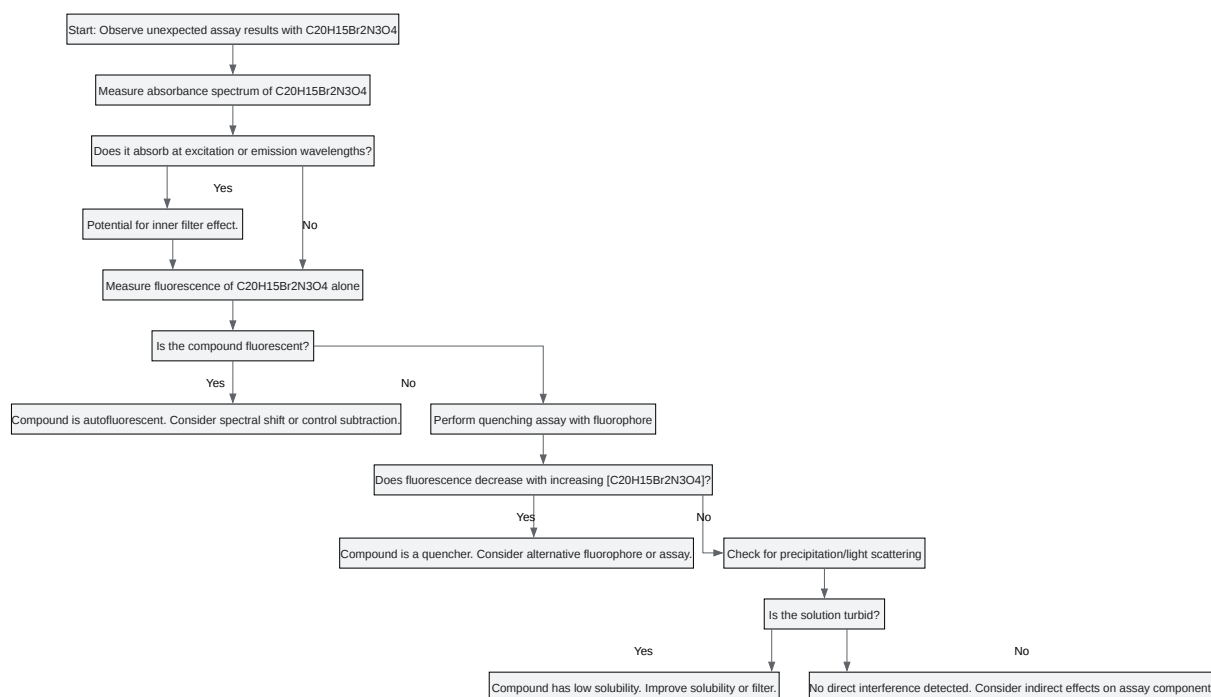 Start: Observe unexpected assay results with C20H15Br2N3O4
Measure absorbance spectrum of C20H15Br2N3O4
Does it absorb at excitation or emission wavelengths?
Yes
Potential for inner filter effect.
No
Measure fluorescence of C20H15Br2N3O4 alone
Is the compound fluorescent?
Yes
No
Compound is autofluorescent. Consider spectral shift or control subtraction.
Perform quenching assay with fluorophore
Does fluorescence decrease with increasing [C20H15Br2N3O4]?
Yes
No
Compound is a quencher. Consider alternative fluorophore or assay.
Check for precipitation/light scattering
Is the solution turbid?
Yes
No
Compound has low solubility. Improve solubility or filter.
No direct interference detected. Consider indirect effects on assay component